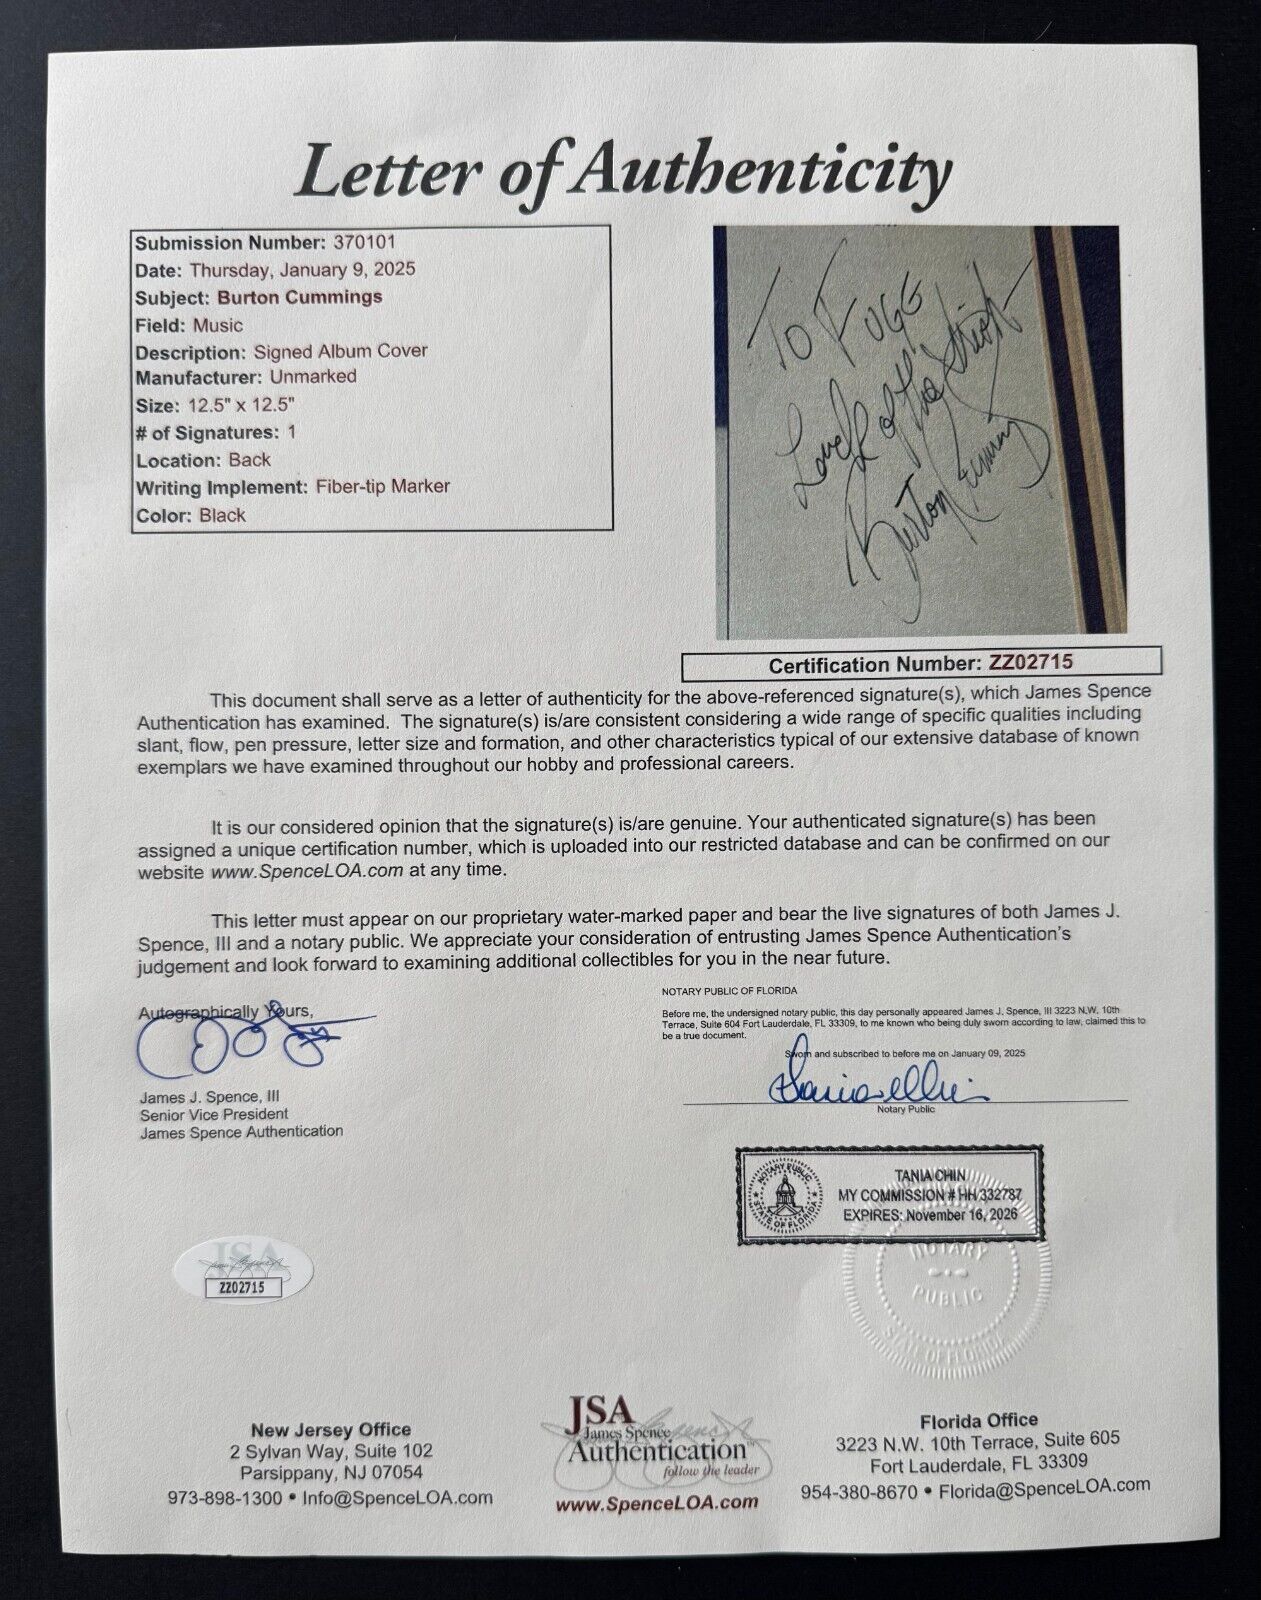 Letter of Authenticity
Submission Number: 370101
Date: Thursday, January 9, 2025
Subject: Burton Cummings
Field: Music
Description: Signed Album Cover
Manufacturer: Unmarked
Size: 12.5" x 12.5"
# of Signatures: 1
Location: Back
Writing Implement: Fiber-tip Marker
Color: Black
TO FUGG
of the
Burton Cummings
Certification Number: ZZ02715
This document shall serve as a letter of authenticity for the above-referenced signature(s), which James Spence
Authentication has examined. The signature(s) is/are consistent considering a wide range of specific qualities including
slant, flow, pen pressure, letter size and formation, and other characteristics typical of our extensive database of known
exemplars we have examined throughout our hobby and professional careers.
It is our considered opinion that the signature(s) is/are genuine. Your authenticated signature(s) has been
assigned a unique certification number, which is uploaded into our restricted database and can be confirmed on our
website www.SpenceLOA.com at any time.
This letter must appear on our proprietary water-marked paper and bear the live signatures of both James J.
Spence, III and a notary public. We appreciate your consideration of entrusting James Spence Authentication's
judgement and look forward to examining additional collectibles for you in the near future.
Autographically Yours,
James J. Spence, III
Senior Vice President
James Spence Authentication
NOTARY PUBLIC OF FLORIDA
Before me, the undersigned notary public, this day personally appeared James J. Spence, III 3223 N.W. 10th
Terrace, Suite 604 Fort Lauderdale, FL 33309, to me known who being duly sworn according to law, claimed this to
be a true document.
Sworn and subscribed to before me on January 09, 2025
Notary Public
NOTARY PUBLIC
STATE OF FLORIDA
TANIA CHIN
MY COMMISSION # HH 332787
EXPIRES: November 16, 2026
NOTARY
PUBLIC
STATE OF FLORIDA
JSA
ZZ02715
New Jersey Office
2 Sylvan Way, Suite 102
Parsippany, NJ 07054
973-898-1300 • Info@SpenceLOA.com
JSA
James Spence
Authentication
follow the leader
www.SpenceLOA.com
Florida Office
3223 N.W. 10th Terrace, Suite 605
Fort Lauderdale, FL 33309
954-380-8670 • Florida@SpenceLOA.com